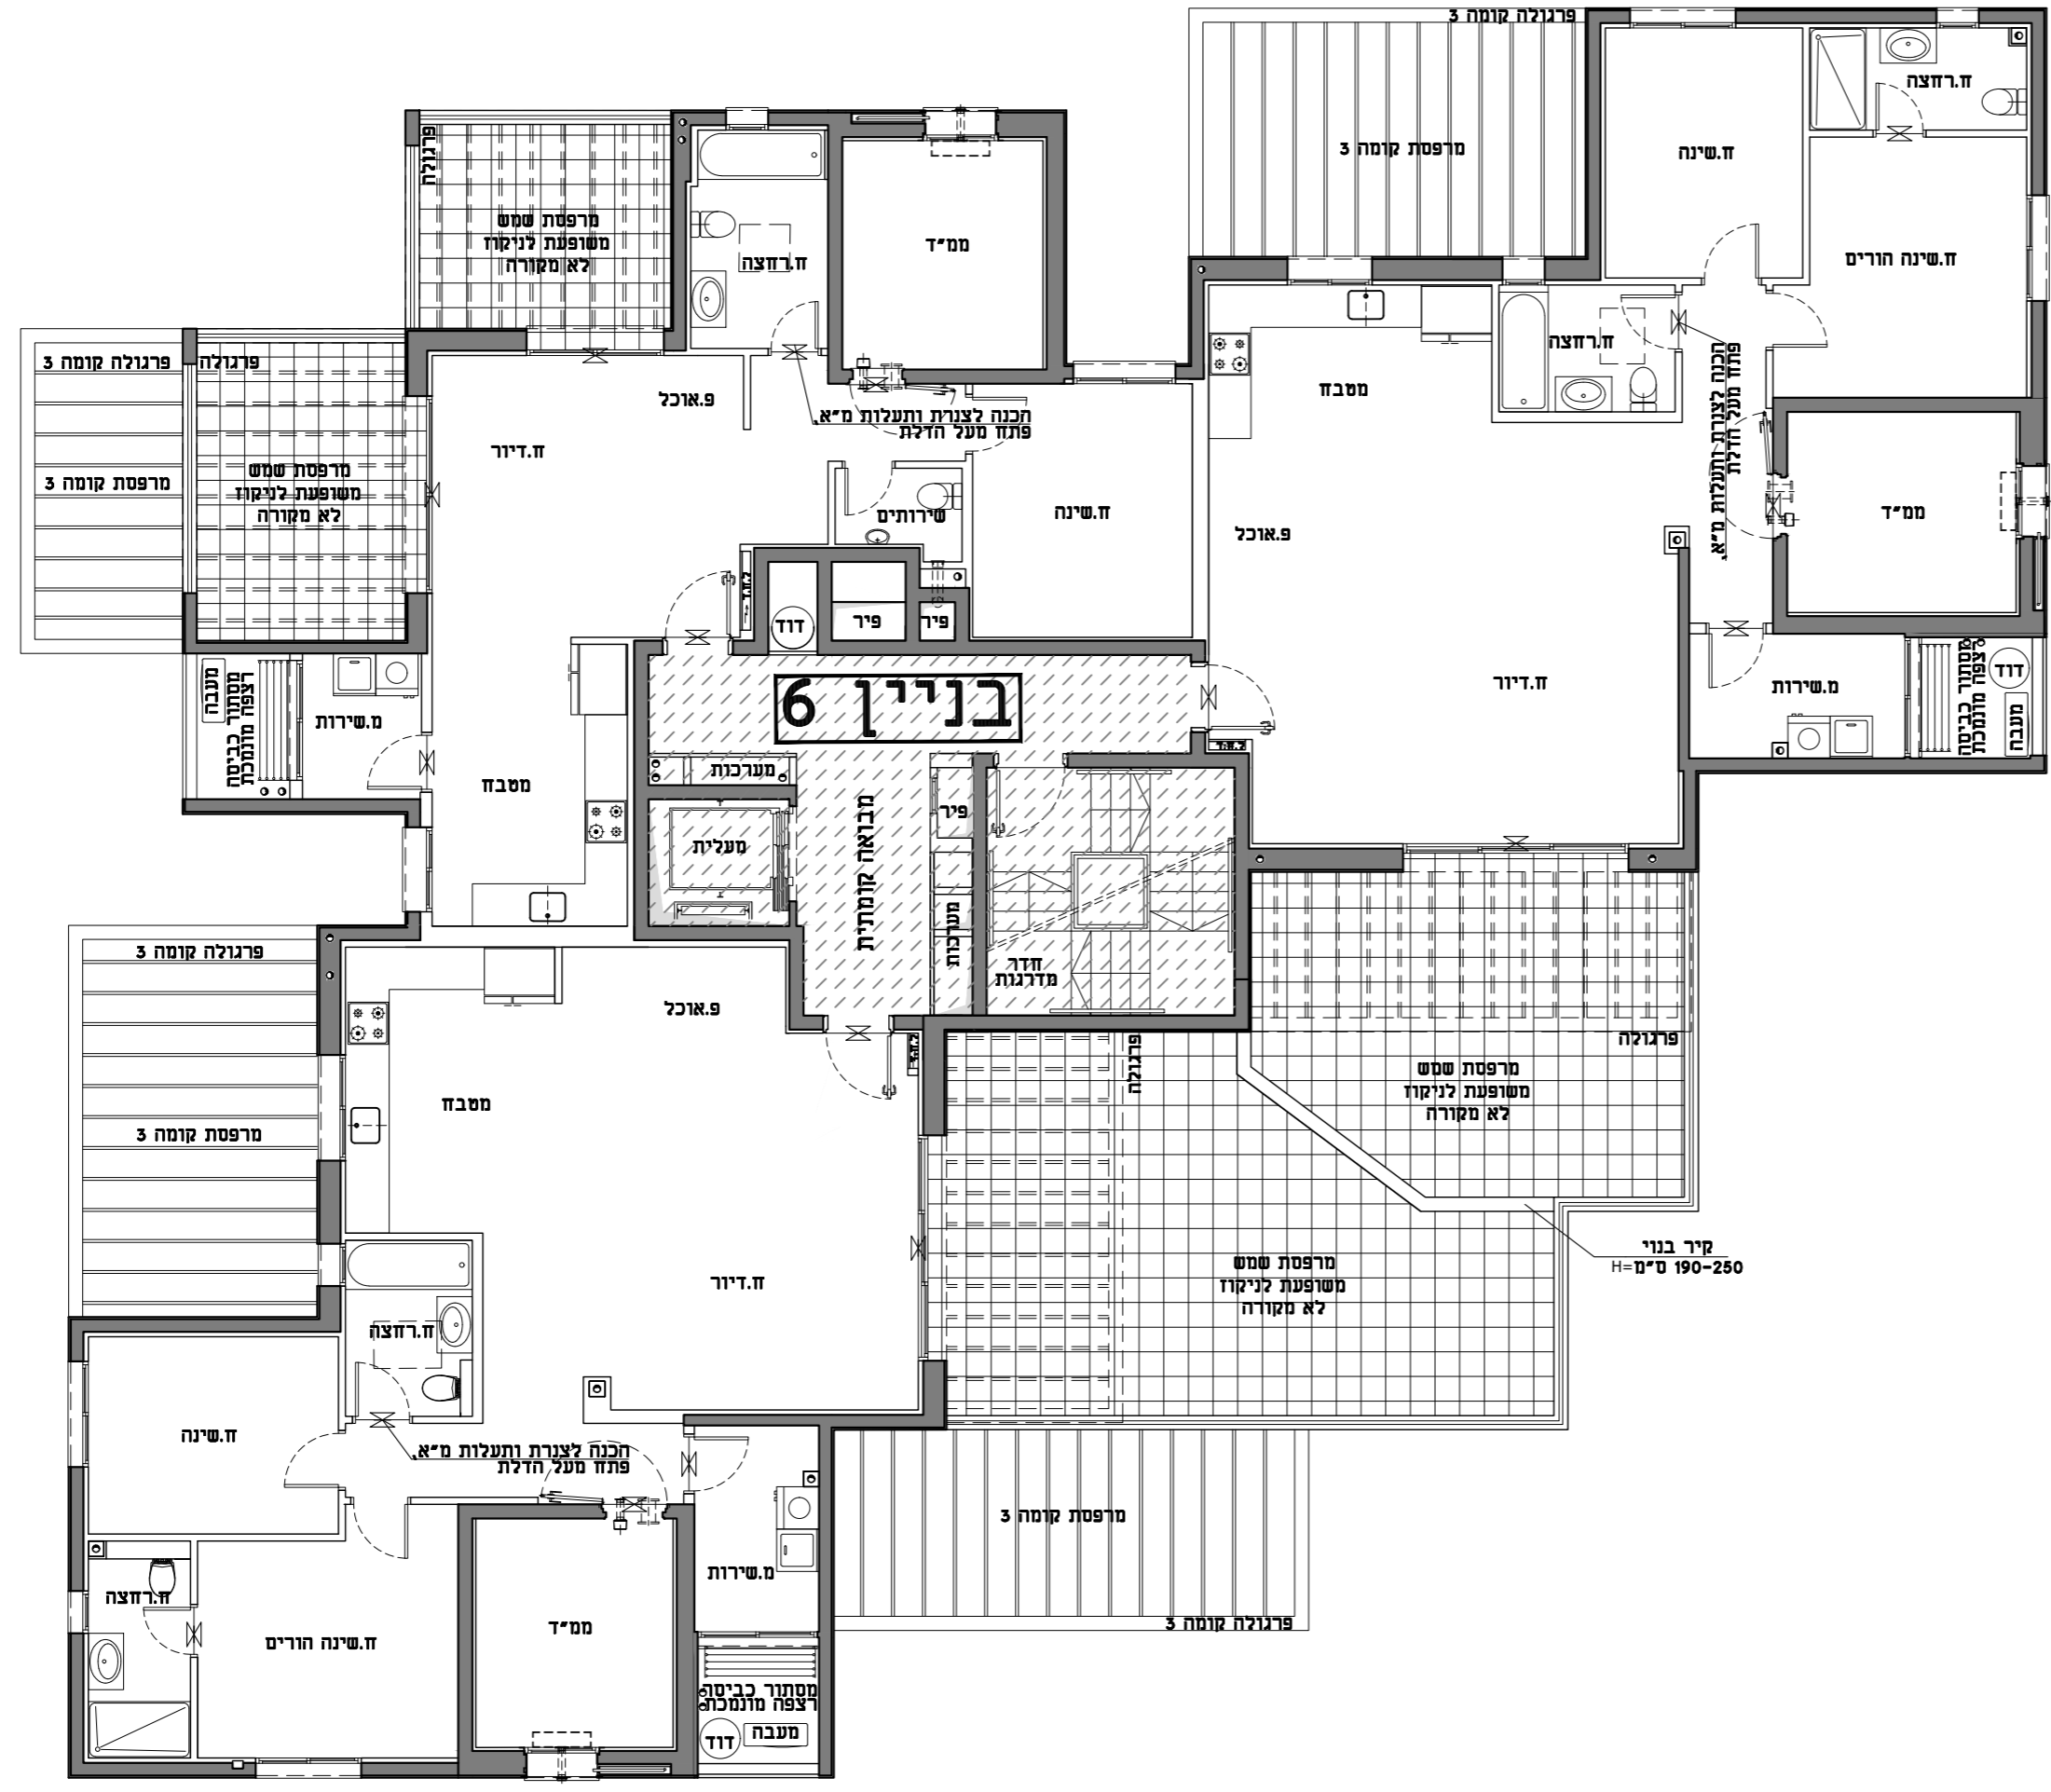 פרגולה קומה 3
ח.רחצה
מרפסת קומה 3
ח.שינה
ח.שינה הורים
פרגולה
מרפסת שמש
משופעת לניקוז
לא מקורה
ח.רחצה
ממ"ד
פרגולה קומה 3
פרגולה
מרפסת קומה 3
מרפסת שמש
משופעת לניקוז
לא מקורה
פ.אוכל
ח.דיור
הכנה לצנרת ותעלות מ"א,
פתח מעל הדלת
שירותים
ח.שינה
מטבח
ח.רחצה
הכנה לצנרת ותעלות מ"א,
פתח מעל הדלת
פ.אוכל
ממ"ד
דוד
פיר
פיר
ח.דיור
מ.שירות
מסתור כביסה
רצפה מונמכת
דוד
מעבה
בניין 6
מעבה
מסתור כביסה
רצפה מונמכת
מ.שירות
מטבח
מערכות
מעלית
מבואה קומתית
פיר
מערכות
חדר
מדרגות
פרגולה קומה 3
מרפסת קומה 3
פ.אוכל
מטבח
פרגולה
פרגולה
מרפסת שמש
משופעת לניקוז
לא מקורה
קיר בנוי
H=190-250 ס"מ
מרפסת שמש
משופעת לניקוז
לא מקורה
ח.דיור
ח.רחצה
ח.שינה
הכנה לצנרת ותעלות מ"א,
פתח מעל הדלת
מרפסת קומה 3
פרגולה קומה 3
מ.שירות
ח.רחצה
ח.שינה הורים
ממ"ד
מסתור כביסה
רצפה מונמכת
מעבה
דוד